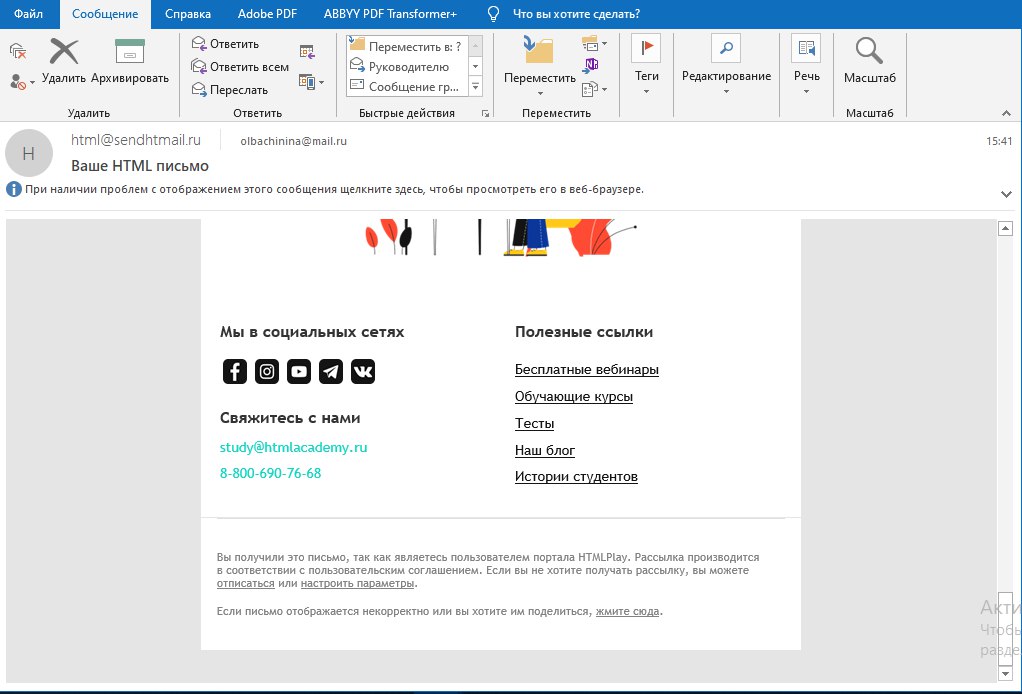 Файл Сообщение Справка Adobe PDF ABBYY PDF Transformer+ Что вы хотите сделать?
Удалить Архивировать
Удалить
Ответить
Ответить всем
Переслать
Ответить
Переместить в: ?
Руководителю
Сообщение гр...
Быстрые действия
Переместить
Переместить
Теги
Редактирование
Речь
Масштаб
Масштаб
H
html@sendhtmail.ru olbachinina@mail.ru 15:41
Ваше HTML письмо
При наличии проблем с отображением этого сообщения щелкните здесь, чтобы просмотреть его в веб-браузере.
Мы в социальных сетях
Свяжитесь с нами
study@htmlacademy.ru
8-800-690-76-68
Полезные ссылки
Бесплатные вебинары
Обучающие курсы
Тесты
Наш блог
Истории студентов
Вы получили это письмо, так как являетесь пользователем портала HTMLPlay. Рассылка производится
в соответствии с пользовательским соглашением. Если вы не хотите получать рассылку, вы можете
отписаться или настроить параметры.
Если письмо отображается некорректно или вы хотите им поделиться, жмите сюда.
Акти
Чтобы
разде